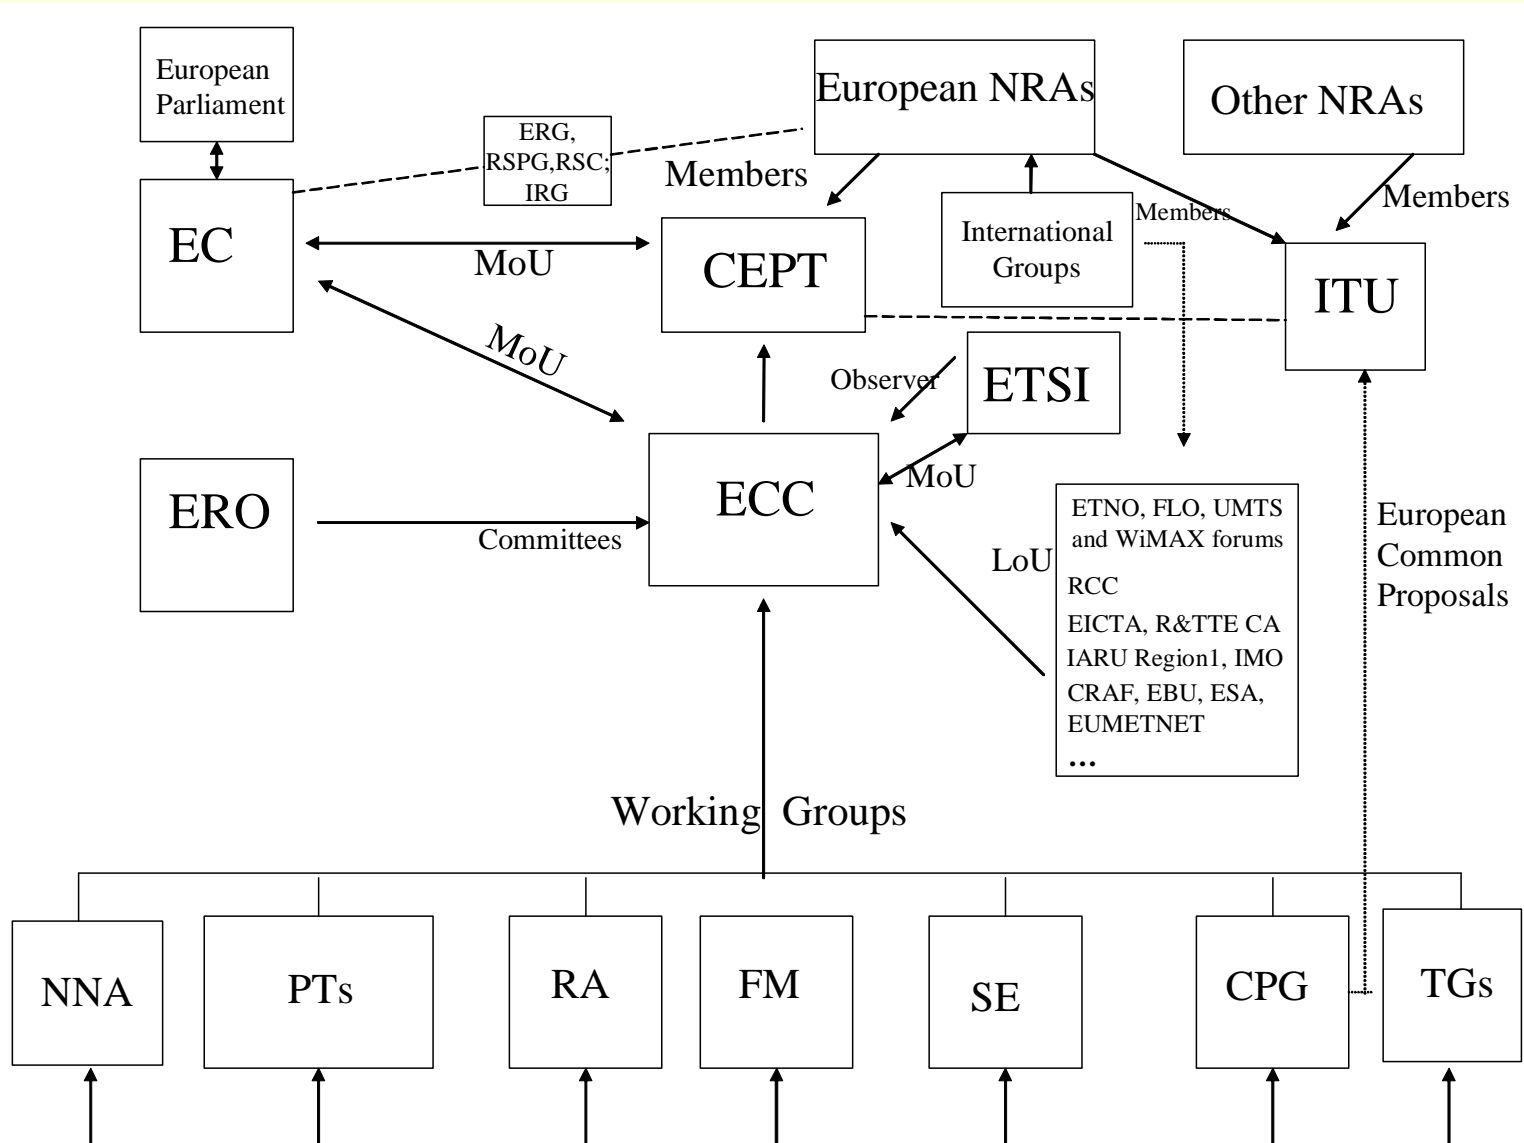 European
Parliament
European NRAs
Other NRAs
ERG,
RSPG,RSC;
IRG
Members
Members
Members
EC
MoU
CEPT
International
Groups
ITU
MoU
Observer
ETSI
ERO
Committees
ECC
MoU
LoU
ETNO, FLO, UMTS
and WiMAX forums
RCC
EICTA, R&TTE CA
IARU Region1, IMO
CRAF, EBU, ESA,
EUMETNET
...
European
Common
Proposals
Working Groups
NNA
PTs
RA
FM
SE
CPG
TGs